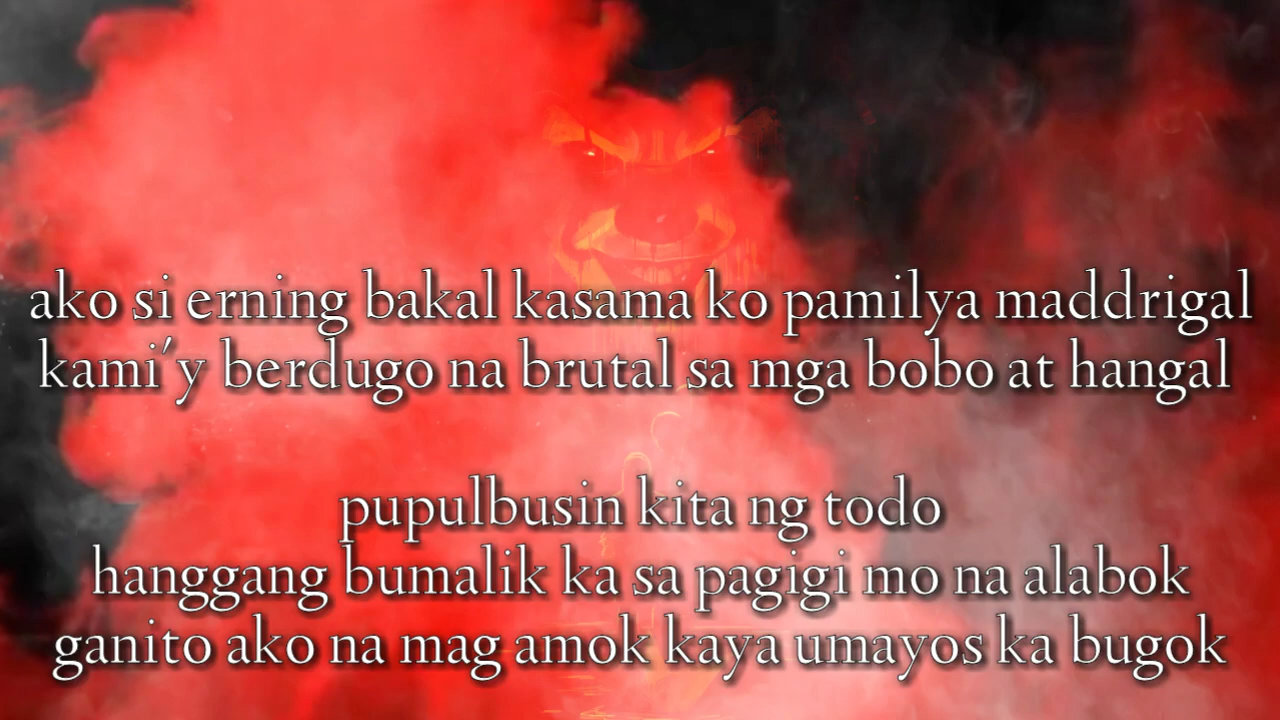 ako si erning bakal kasama ko pamilya maddrigal
kami´y berdugo na brutal sa mga bobo at hangal
pupulbusin kita ng todo
hanggang bumalik ka sa pagigi mo na alabok
ganito ako na mag amok kaya umayos ka bugok